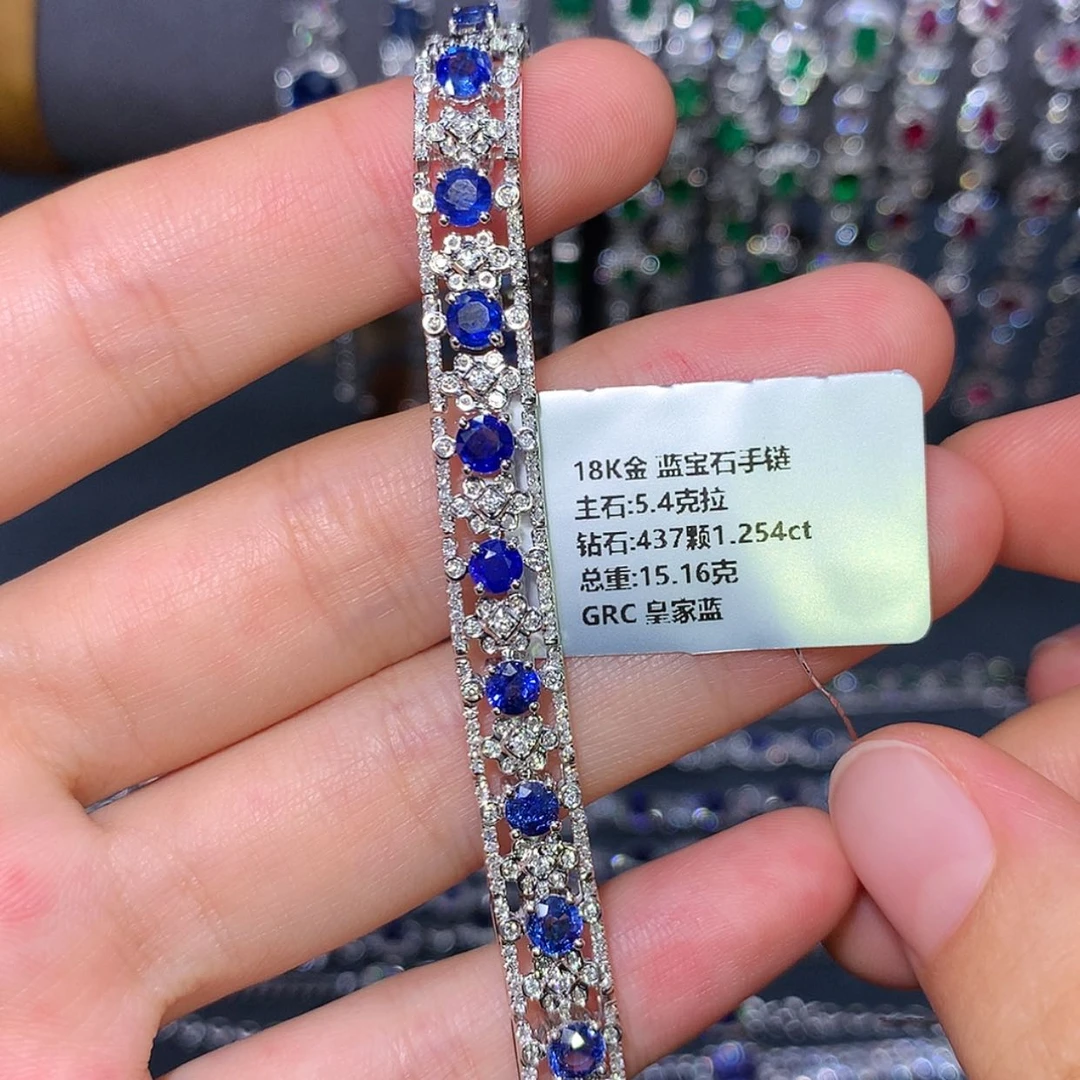 18K金 蓝宝石手链
主石:5.4克拉
钻石:437颗1.254ct
总重:15.16克
GRC 皇家蓝